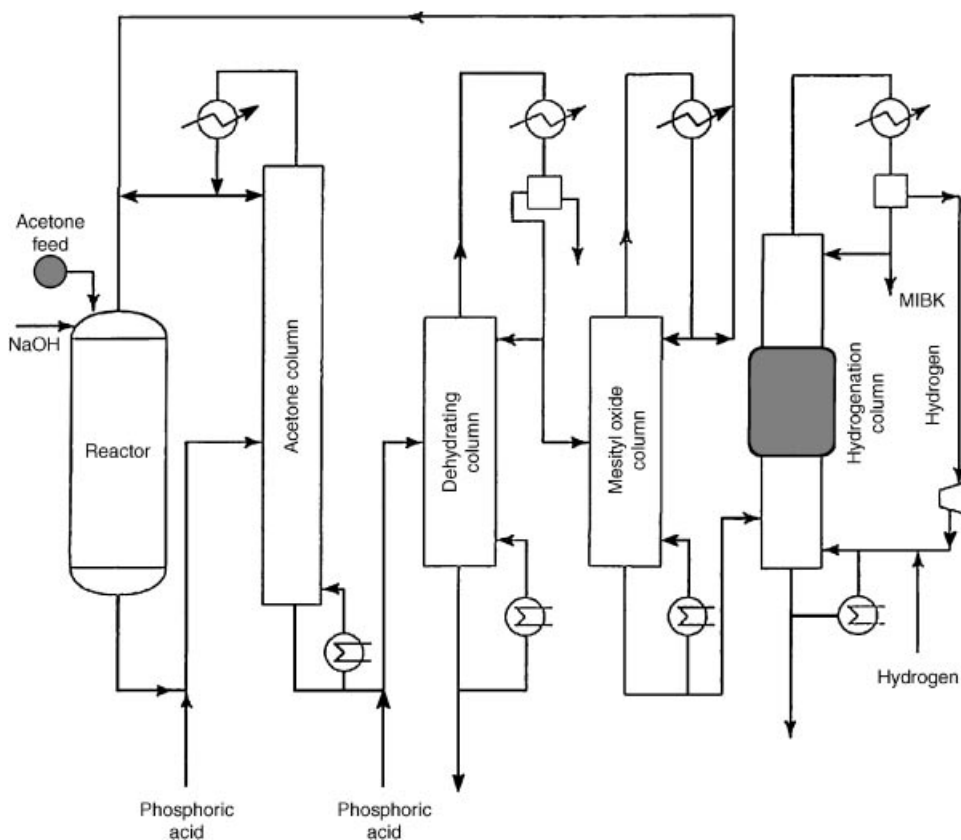 Acetone
feed
NaOH
Reactor
Acetone column
Dehydrating
column
Mesityl oxide
column
Hydrogenation
column
MIBK
Hydrogen
Hydrogen
Phosphoric
acid
Phosphoric
acid